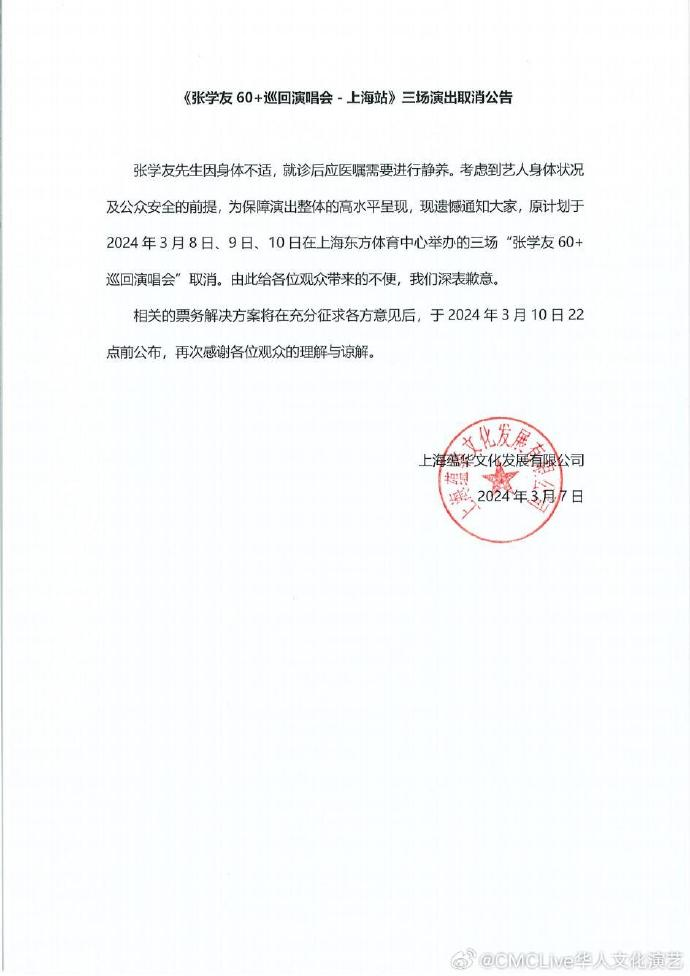 《张学友 60+巡回演唱会 - 上海站》三场演出取消公告
张学友先生因身体不适，就诊后应医嘱需要进行静养。考虑到艺人身体状况
及公众安全的前提，为保障演出整体的高水平呈现，现遗憾通知大家，原计划于
2024 年 3 月 8 日、9 日、10 日在上海东方体育中心举办的三场“张学友 60+
巡回演唱会”取消。由此给各位观众带来的不便，我们深表歉意。
相关的票务解决方案将在充分征求各方意见后，于 2024 年 3 月 10 日 22
点前公布，再次感谢各位观众的理解与谅解。
上海蕴华文化发展有限公司
上海蕴华文化发展有限公司
2024 年 3 月 7 日
@CMCLive华人文化演艺